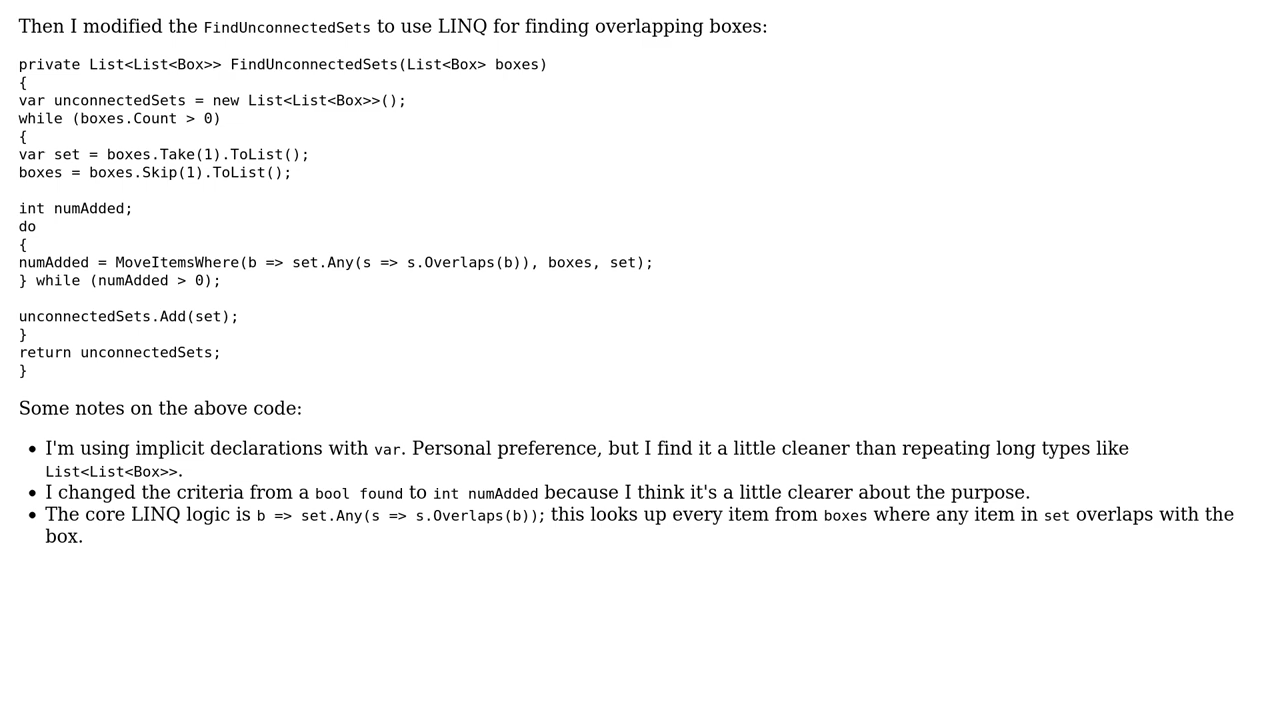 Then I modified the FindUnconnectedSets to use LINQ for finding overlapping boxes:
private List<List<Box>> FindUnconnectedSets(List<Box> boxes)
{
var unconnectedSets = new List<List<Box>>();
while (boxes.Count > 0)
{
var set = boxes.Take(1).ToList();
boxes = boxes.Skip(1).ToList();
int numAdded;
do
{
numAdded = MoveItemsWhere(b => set.Any(s => s.Overlaps(b)), boxes, set);
} while (numAdded > 0);
unconnectedSets.Add(set);
}
return unconnectedSets;
}
Some notes on the above code:
• I'm using implicit declarations with var. Personal preference, but I find it a little cleaner than repeating long types like
List<List<Box>>.
• I changed the criteria from a bool found to int numAdded because I think it's a little clearer about the purpose.
• The core LINQ logic is b => set.Any(s => s.Overlaps(b)); this looks up every item from boxes where any item in set overlaps with the
box.